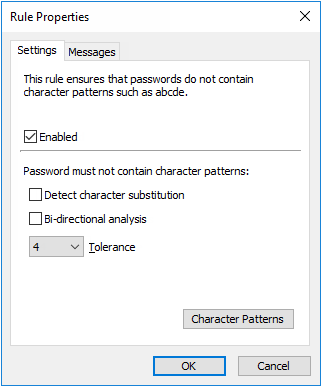 Rule Properties
Settings Messages
This rule ensures that passwords do not contain
character patterns such as abcde.
Enabled
Password must not contain character patterns:
Detect character substitution
Bi-directional analysis
4 Tolerance
Character Patterns
OK Cancel